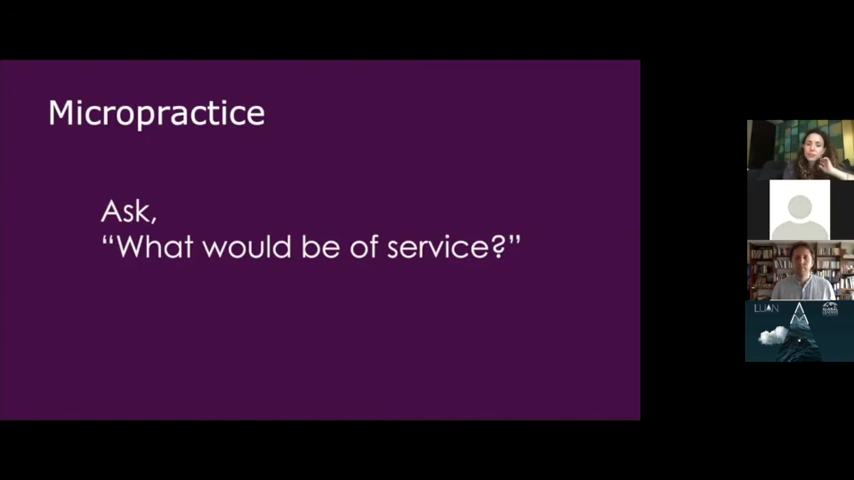 Micropractice
Ask,
“What would be of service?”
LUAN